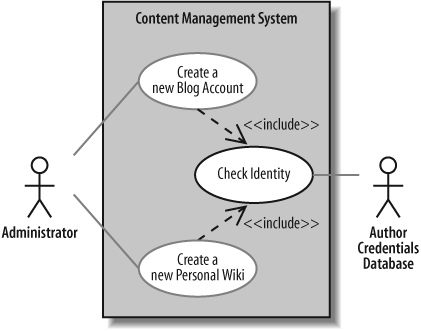 Content Management System
Create a
new Blog Account
<<include>>
Check Identity
Administrator
<<include>>
Author
Credentials
Database
Create a
new Personal Wiki